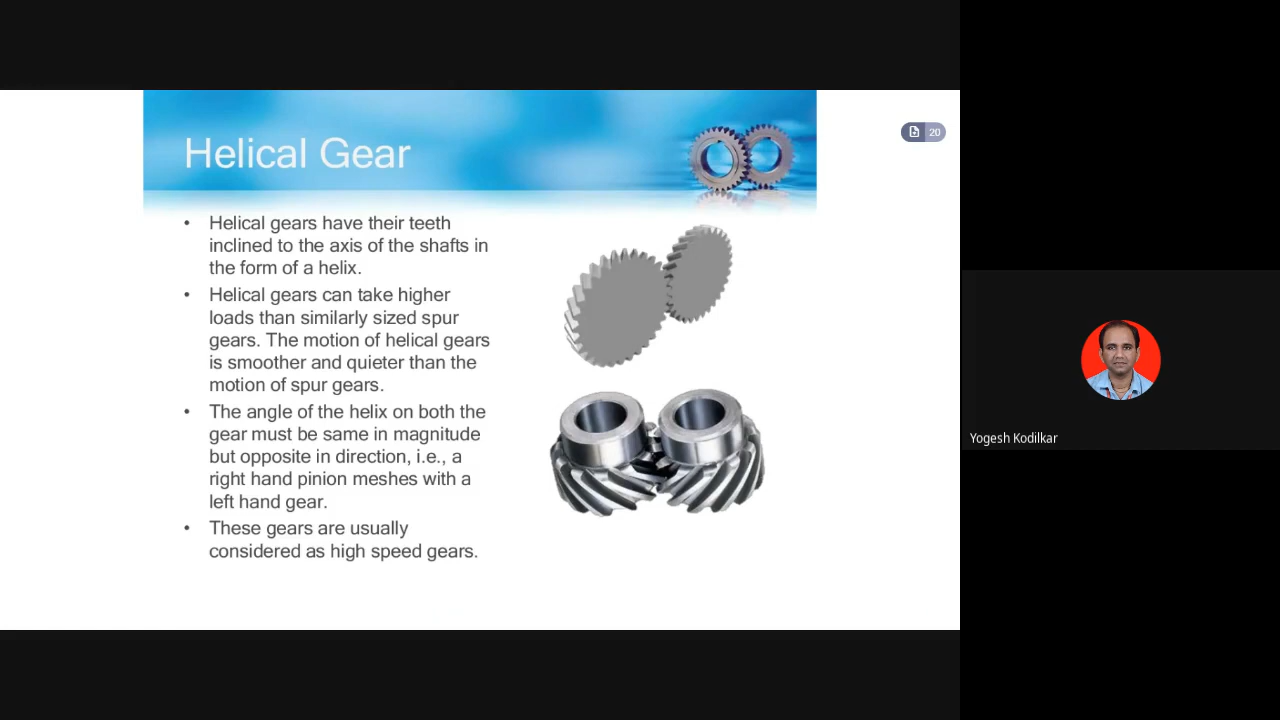 Helical Gear
20
• Helical gears have their teeth
inclined to the axis of the shafts in
the form of a helix.
• Helical gears can take higher
loads than similarly sized spur
gears. The motion of helical gears
is smoother and quieter than the
motion of spur gears.
• The angle of the helix on both the
gear must be same in magnitude
but opposite in direction, i.e., a
right hand pinion meshes with a
left hand gear.
• These gears are usually
considered as high speed gears.
Yogesh Kodilkar